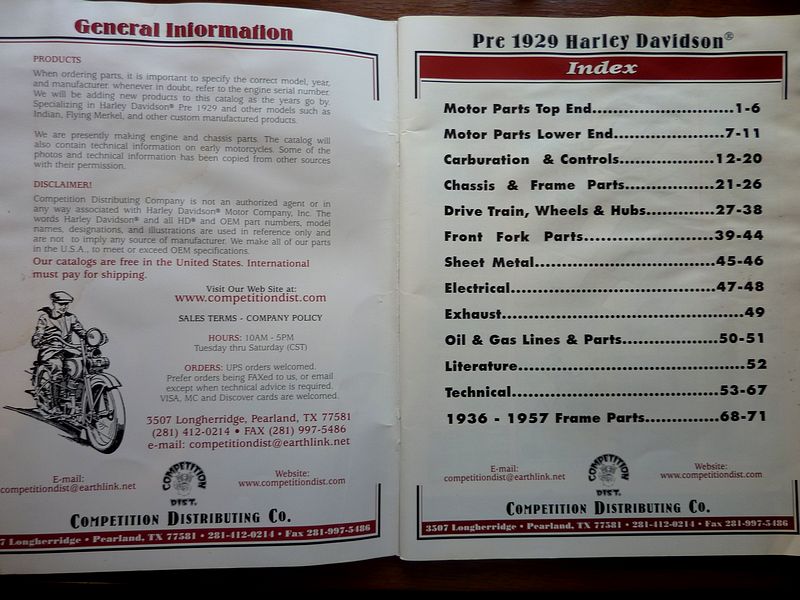 General Information
PRODUCTS
When ordering parts, it is important to specify the correct model, year,
and manufacturer. whenever in doubt, refer to the engine serial number.
We will be adding new products to this catalog as the years go by.
Specializing in Harley Davidson® Pre 1929 and other models such as
Indian, Flying Merkel, and other custom manufactured products.
We are presently making engine and chassis parts. The catalog will
also contain technical information on early motorcycles. Some of the
photos and technical information has been copied from other sources
with their permission.
DISCLAIMER!
Competition Distributing Company is not an authorized agent or in
any way associated with Harley Davidson® Motor Company, Inc. The
words Harley Davidson® and all HD® and OEM part numbers, model
names, designations, and illustrations are used in reference only and
are not to imply any source of manufacturer. We make all of our parts
in the U.S.A., to meet or exceed OEM specifications.
Our catalogs are free in the United States. International
must pay for shipping.
Visit Our Web Site at:
www.competitiondist.com
SALES TERMS - COMPANY POLICY
HOURS: 10AM - 5PM
Tuesday thru Saturday (CST)
ORDERS: UPS orders welcomed.
Prefer orders being FAXed to us, or email
except when technical advice is required.
VISA, MC and Discover cards are welcomed.
3507 Longherridge, Pearland, TX 77581
(281) 412-0214 • FAX (281) 997-5486
e-mail: competitiondist@earthlink.net
E-mail:
competitiondist@earthlink.net
COMPETITION
DIST.
Website:
www.competitiondist.com
COMPETITION DISTRIBUTING CO.
7 Longherridge • Pearland, TX 77581 • 281-412-0214 • Fax 281-997-5486
Pre 1929 Harley Davidson®
Index
Motor Parts Top End..........................1-6
Motor Parts Lower End.....................7-11
Carburation & Controls..................12-20
Chassis & Frame Parts.................21-26
Drive Train, Wheels & Hubs.............27-38
Front Fork Parts........................39-44
Sheet Metal.................................45-46
Electrical......................................47-48
Exhaust.............................................49
Oil & Gas Lines & Parts..................50-51
Literature..........................................52
Technical......................................53-67
1936 - 1957 Frame Parts..............68-71
E-mail:
competitiondist@earthlink.net
COMPETITION
DIST.
Website:
www.competitiondist.com
COMPETITION DISTRIBUTING CO.
3507 Longherridge • Pearland, TX 77581 • 281-412-0214 • Fax 281-997-5486